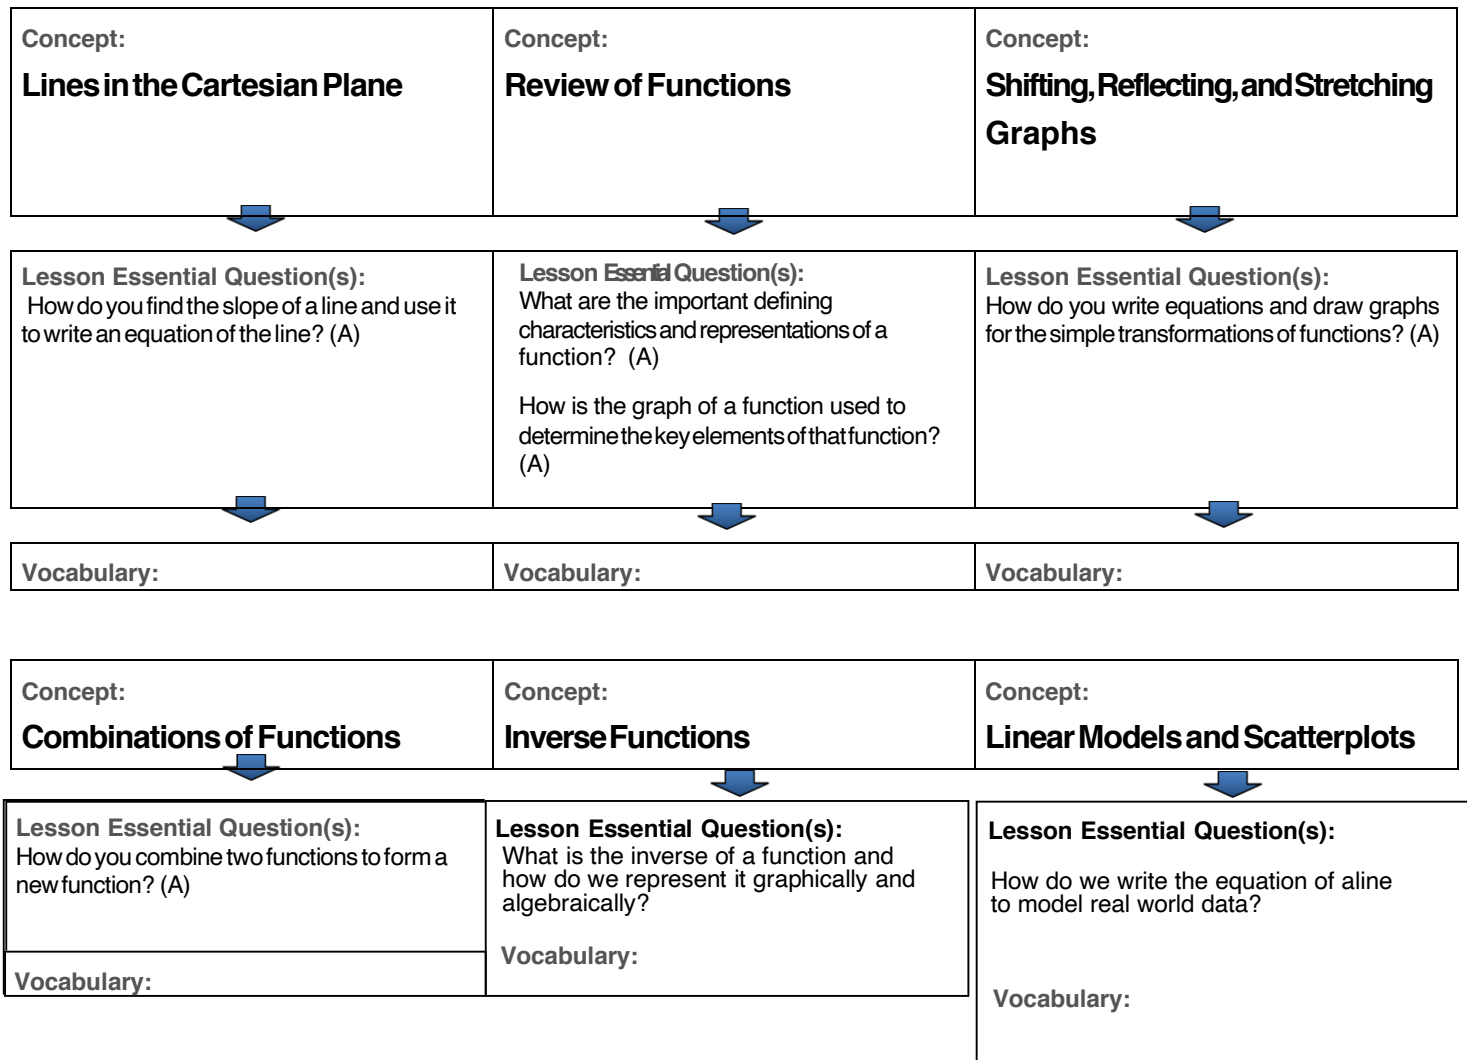 Concept:
Lines in the Cartesian Plane
Concept:
Review of Functions
Concept:
Shifting, Reflecting, and Stretching
Graphs
Lesson Essential Question(s):
How do you find the slope of a line and use it
to write an equation of the line? (A)
Lesson Essential Question(s):
What are the important defining
characteristics and representations of a
function? (A)
How is the graph of a function used to
determine the key elements of that function?
(A)
Lesson Essential Question(s):
How do you write equations and draw graphs
for the simple transformations of functions? (A)
Vocabulary:
Vocabulary:
Vocabulary:
Concept:
Combinations of Functions
Concept:
Inverse Functions
Concept:
Linear Models and Scatterplots
Lesson Essential Question(s):
How do you combine two functions to form a
new function? (A)
Vocabulary:
Lesson Essential Question(s):
What is the inverse of a function and
how do we represent it graphically and
algebraically?
Vocabulary:
Lesson Essential Question(s):
How do we write the equation of aline
to model real world data?
Vocabulary: